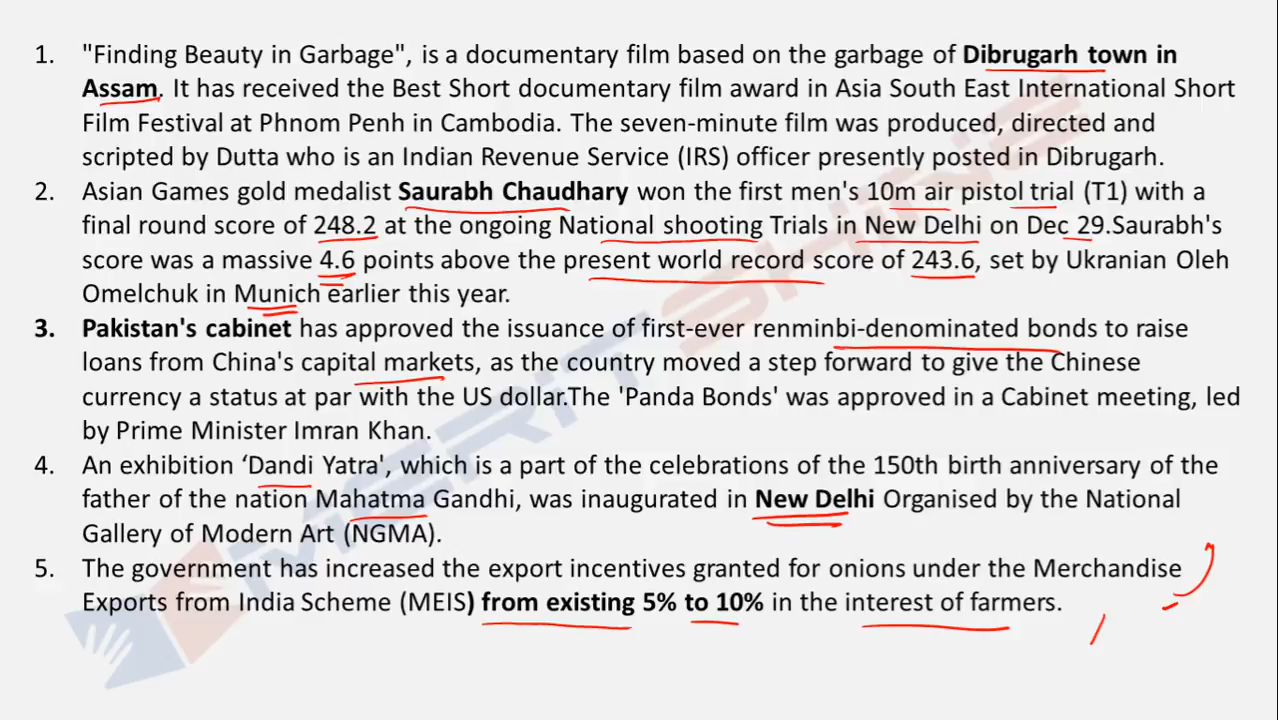 1. "Finding Beauty in Garbage", is a documentary film based on the garbage of Dibrugarh town in
Assam. It has received the Best Short documentary film award in Asia South East International Short
Film Festival at Phnom Penh in Cambodia. The seven-minute film was produced, directed and
scripted by Dutta who is an Indian Revenue Service (IRS) officer presently posted in Dibrugarh.
2. Asian Games gold medalist Saurabh Chaudhary won the first men's 10m air pistol trial (T1) with a
final round score of 248.2 at the ongoing National shooting Trials in New Delhi on Dec 29.Saurabh's
score was a massive 4.6 points above the present world record score of 243.6, set by Ukranian Oleh
Omelchuk in Munich earlier this year.
3. Pakistan's cabinet has approved the issuance of first-ever renminbi-denominated bonds to raise
loans from China's capital markets, as the country moved a step forward to give the Chinese
currency a status at par with the US dollar.The 'Panda Bonds' was approved in a Cabinet meeting, led
by Prime Minister Imran Khan.
4. An exhibition ‘Dandi Yatra', which is a part of the celebrations of the 150th birth anniversary of the
father of the nation Mahatma Gandhi, was inaugurated in New Delhi Organised by the National
Gallery of Modern Art (NGMA).
5. The government has increased the export incentives granted for onions under the Merchandise
Exports from India Scheme (MEIS) from existing 5% to 10% in the interest of farmers.
MERITSHINE